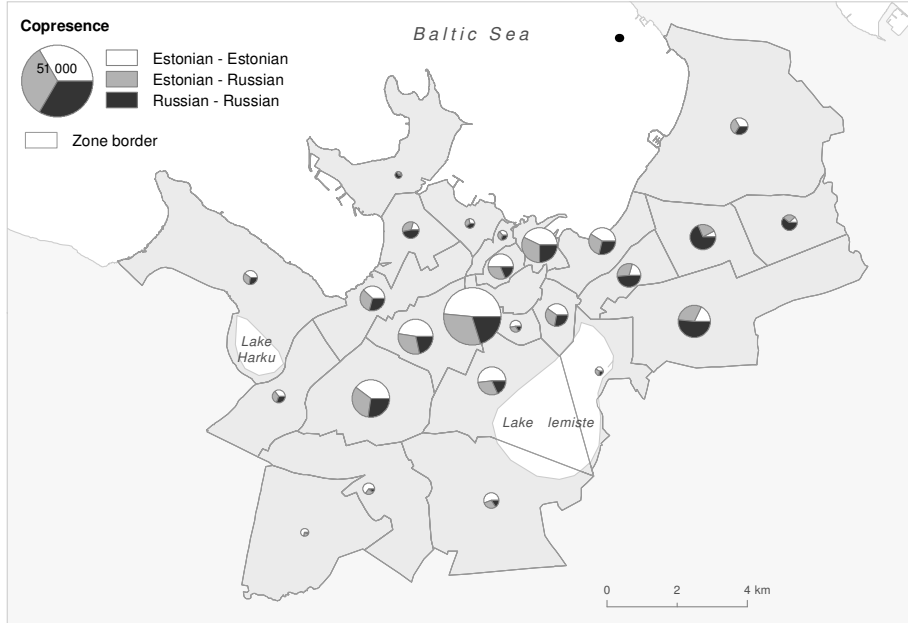 Copresence
Baltic Sea
51 000
Estonian - Estonian
Estonian - Russian
Russian - Russian
Zone border
Lake
Harku
Lake lemiste
0 2 4 km